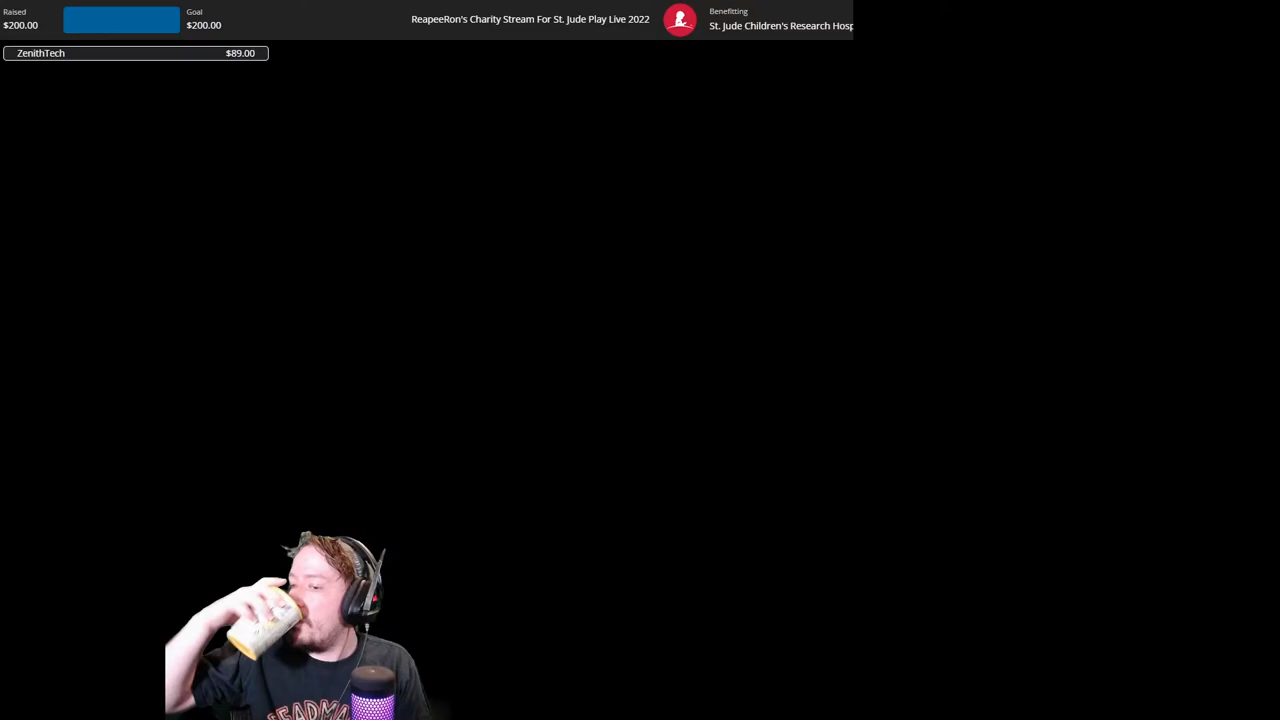 Raised
$200.00
Goal
$200.00
ReapeeRon's Charity Stream For St. Jude Play Live 2022
Benefitting
St. Jude Children's Research Hosp
ZenithTech
$89.00